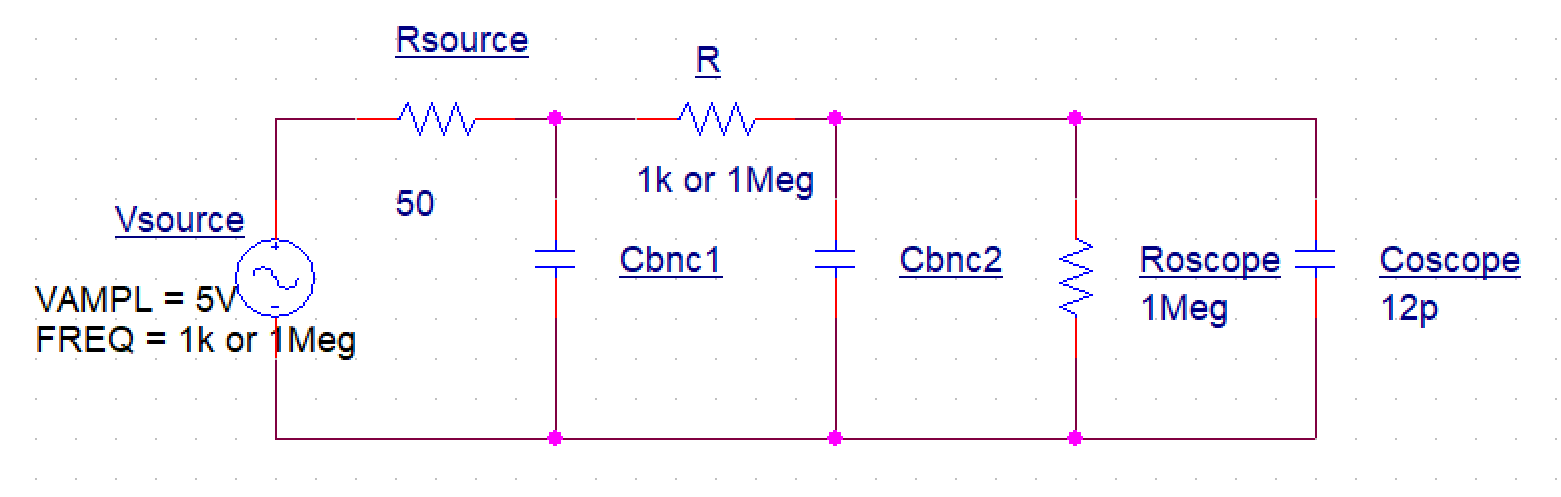 Rsource
R
50
1k or 1Meg
Vsource
VAMPL = 5V
FREQ = 1k or 1Meg
Cbnc1
Cbnc2
Roscope
1Meg
Coscope
12p